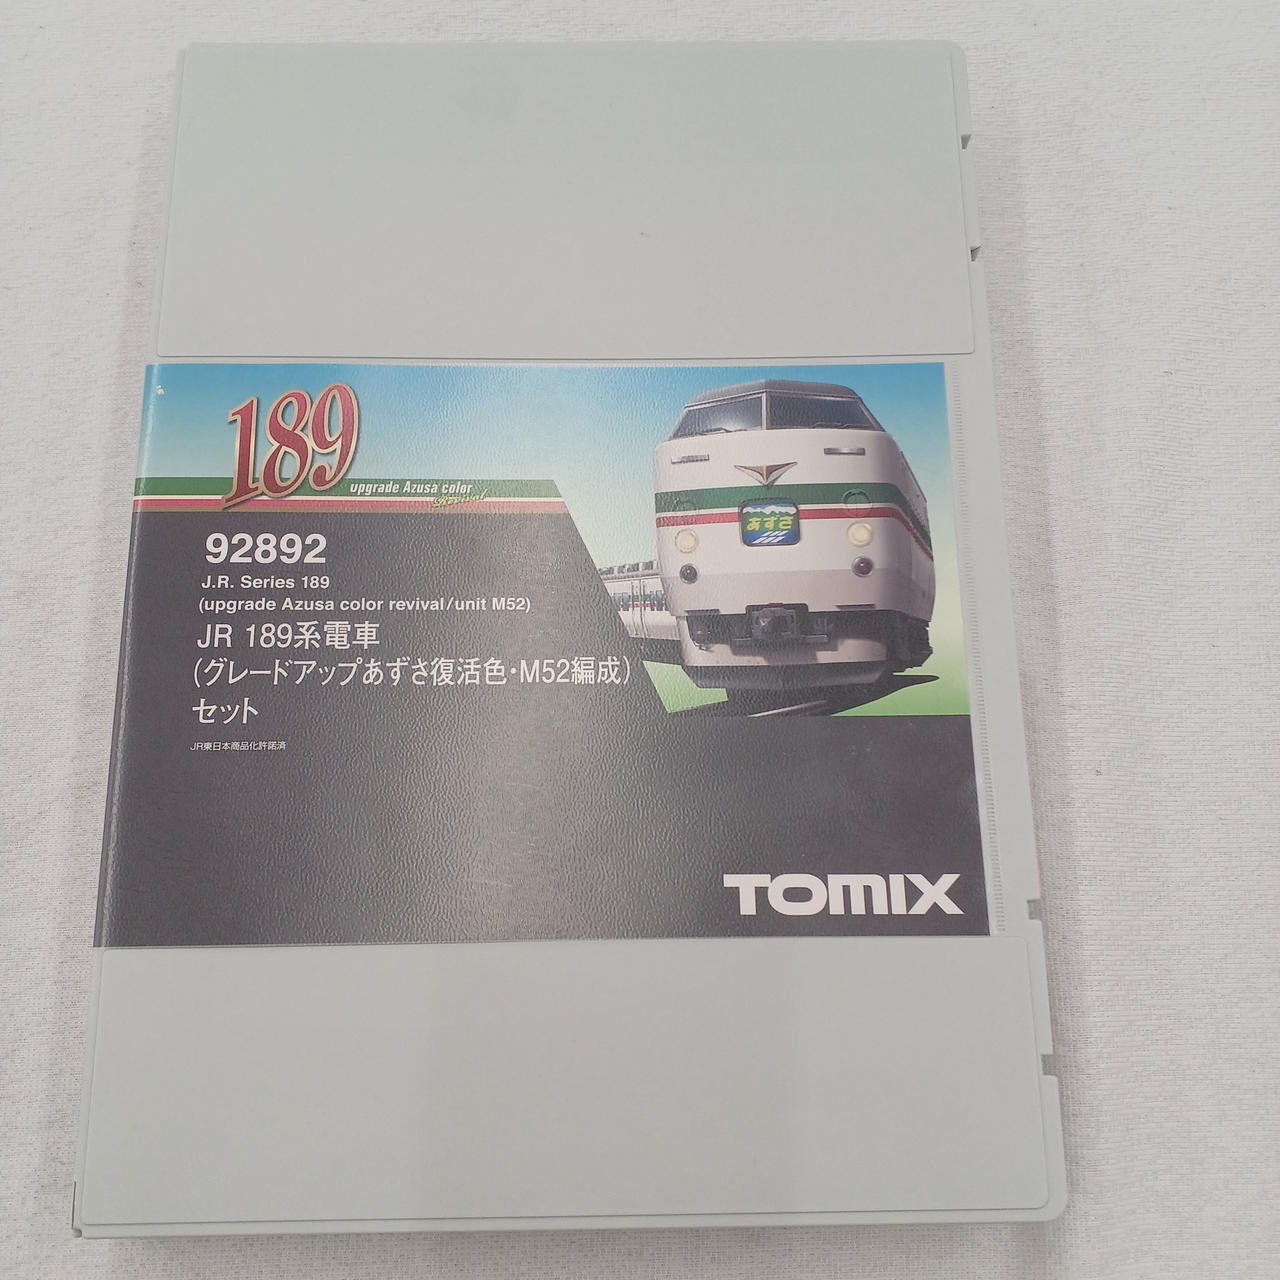 189
upgrade Azusa color
Revival
92892
J.R. Series 189
(upgrade Azusa color revival/unit M52)
JR 189系電車
(グレードアップあずさ復活色・M52編成)
セット
JR東日本商品化許諾済
あずさ
TOMIX